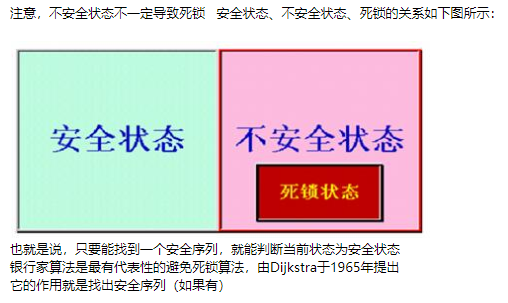 注意，不安全状态不一定导致死锁　安全状态、不安全状态、死锁的关系如下图所示：
安全状态
不安全状态
死锁状态
也就是说，只要能找到一个安全序列，就能判断当前状态为安全状态
银行家算法是最有代表性的避免死锁算法，由Dijkstra于1965年提出
它的作用就是找出安全序列（如果有）